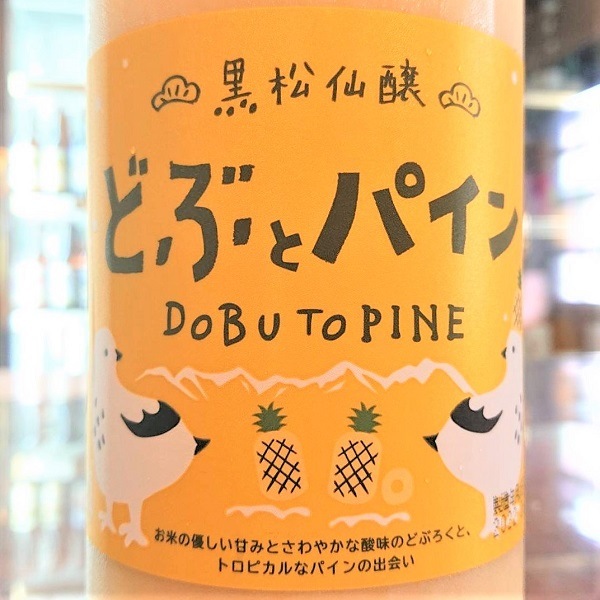 黒松仙醸
どぶとパイン
DOBU TO PINE
お米の優しい甘みとさわやかな酸味のどぶろくと、
トロピカルなパインの出会い